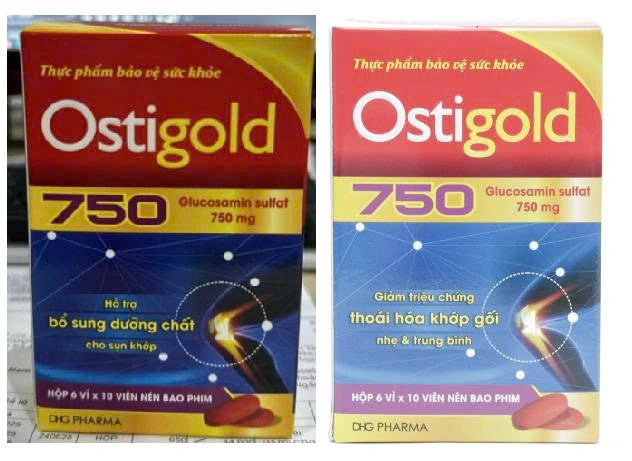 Thực phẩm bảo vệ sức khỏe
Ostigold
750
Glucosamin sulfat
750 mg
Hỗ trợ
bổ sung dưỡng chất
cho sụn khớp
HỘP 6 VỈ x 10 VIÊN NÉN BAO PHIM
DHG PHARMA
240626
HỘP
Thực phẩm bảo vệ sức khỏe
Ostigold
750
Glucosamin sulfat
750 mg
Giảm triệu chứng
thoái hóa khớp gối
nhẹ & trung bình
HỘP 6 VỈ x 10 VIÊN NÉN BAO PHIM
DHG PHARMA